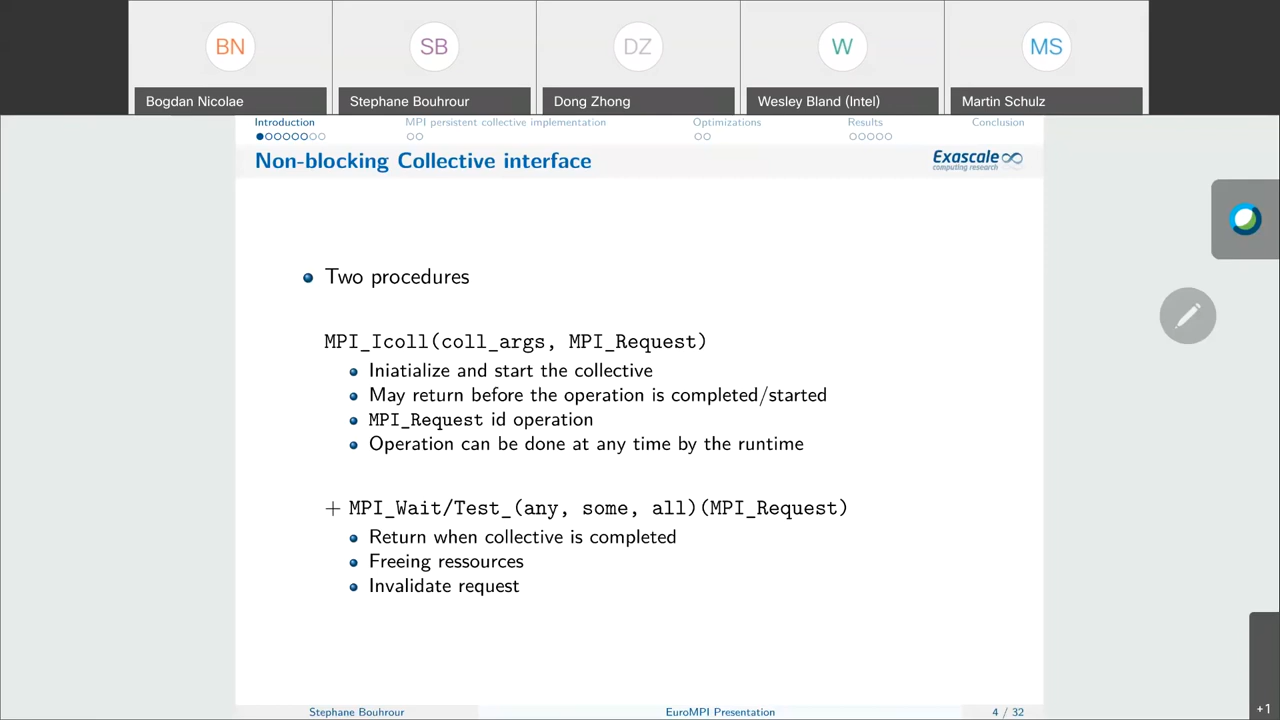 BN SB DZ W MS
Bogdan Nicolae Stephane Bouhrour Dong Zhong Wesley Bland (Intel) Martin Schulz
Introduction MPI persistent collective implementation Optimizations Results Conclusion
Non-blocking Collective interface
Exascale
computing research
Two procedures
MPI_Icoll(coll_args, MPI_Request)
Iniatialize and start the collective
May return before the operation is completed/started
MPI_Request id operation
Operation can be done at any time by the runtime
+ MPI_Wait/Test_(any, some, all)(MPI_Request)
Return when collective is completed
Freeing ressources
Invalidate request
Stephane Bouhrour EuroMPI Presentation 4 / 32
+1